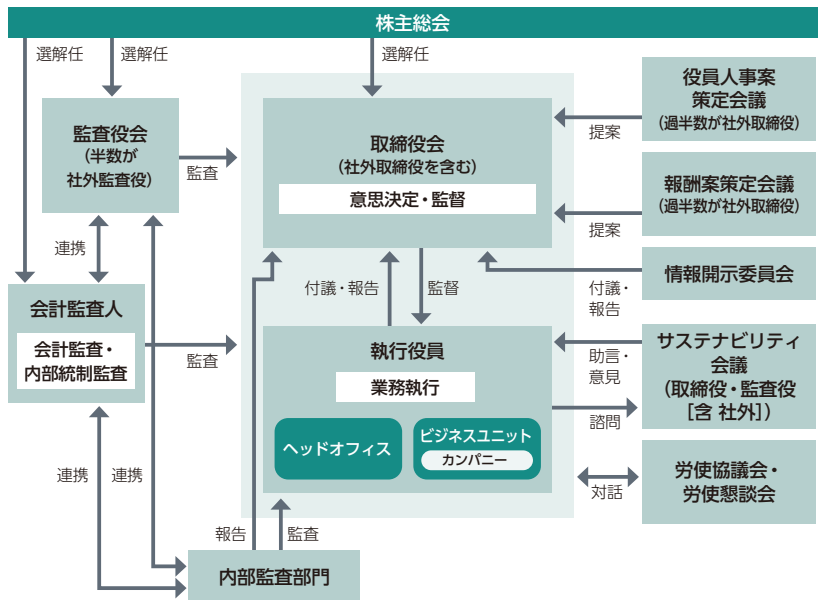 株主総会
選解任
選解任
選解任
監査役会
(半数が
社外監査役)
監査
取締役会
(社外取締役を含む)
意思決定・監督
役員人事案
策定会議
(過半数が社外取締役)
提案
報酬案策定会議
(過半数が社外取締役)
提案
連携
付議・報告
監督
情報開示委員会
付議・
報告
会計監査人
会計監査・
内部統制監査
監査
執行役員
業務執行
ヘッドオフィス
ビジネスユニット
カンパニー
サステナビリティ
会議
(取締役・監査役
[含 社外])
助言・
意見
諮問
労使協議会・
労使懇談会
対話
連携
連携
報告
監査
内部監査部門